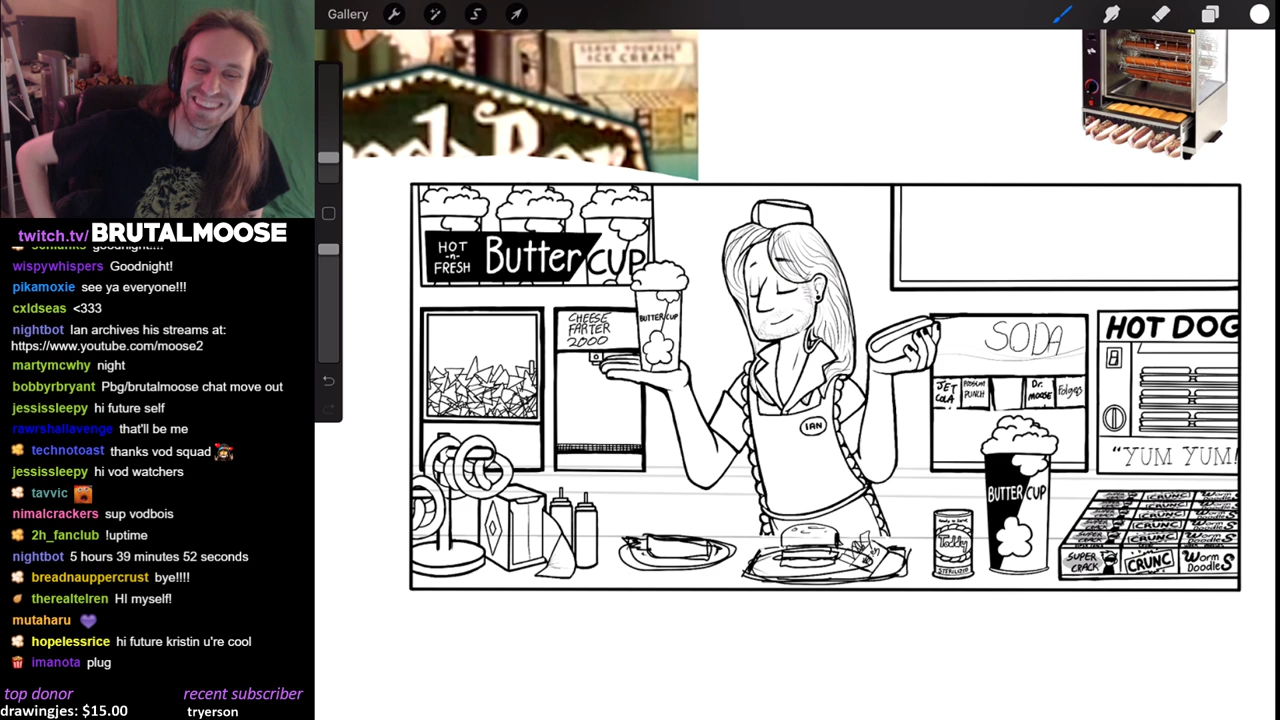 Gallery
SERVE YOURSELF
ICE CREAM
twitch.tv/BRUTALMOOSE
goodnight!!!!
wispywhispers Goodnight!
pikamoxie see ya everyone!!!
cxldseas <333
nightbot Ian archives his streams at:
https://www.youtube.com/moose2
martymcwhy night
bobbyrbryant Pbg/brutalmoose chat move out
jessissleepy hi future self
rawrshallavenge that'll be me
technotoast thanks vod squad
jessissleepy hi vod watchers
tavvic
nimalcrackers sup vodbois
2h_fanclub !uptime
nightbot 5 hours 39 minutes 52 seconds
breadnauppercrust bye!!!!
therealtelren HI myself!
mutaharu
hopelessrice hi future kristin u're cool
imanota plug
top donor
drawingjes: $15.00
recent subscriber
tryerson
HOT
-n-
FRESH
Butter CUP
CHEESE
FARTER
2000
BUTTER CUP
IAN
SODA
JET
COLA
POSSUM
PUNCH
Dr.
MOOSE
Folgers
HOT DOG
"YUM YUM!
BUTTER CUP
Ready to Serve
Teddy
STERILIZED
SUPER
CRACK
CRUNC
Worm
Doodles